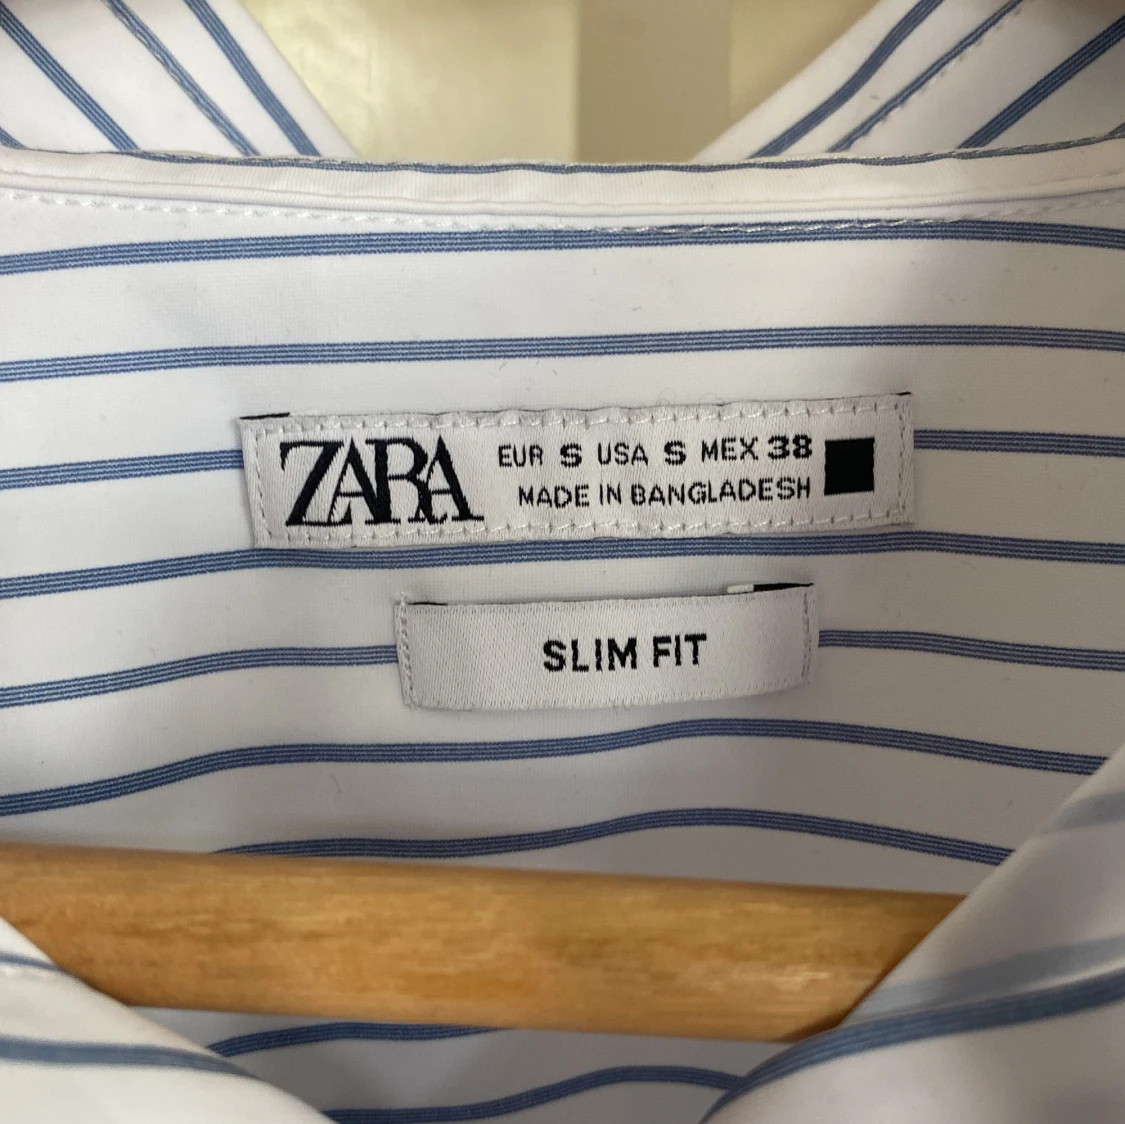 ZARA
EUR S USA S MEX 38
MADE IN BANGLADESH
SLIM FIT